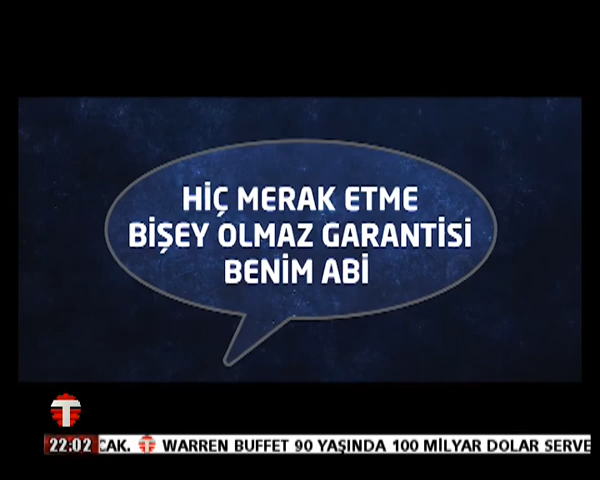 HİÇ MERAK ETME
BİŞEY OLMAZ GARANTİSİ
BENİM ABİ
T
22:02 CAK. T WARREN BUFFET 90 YAŞINDA 100 MİLYAR DOLAR SERVE